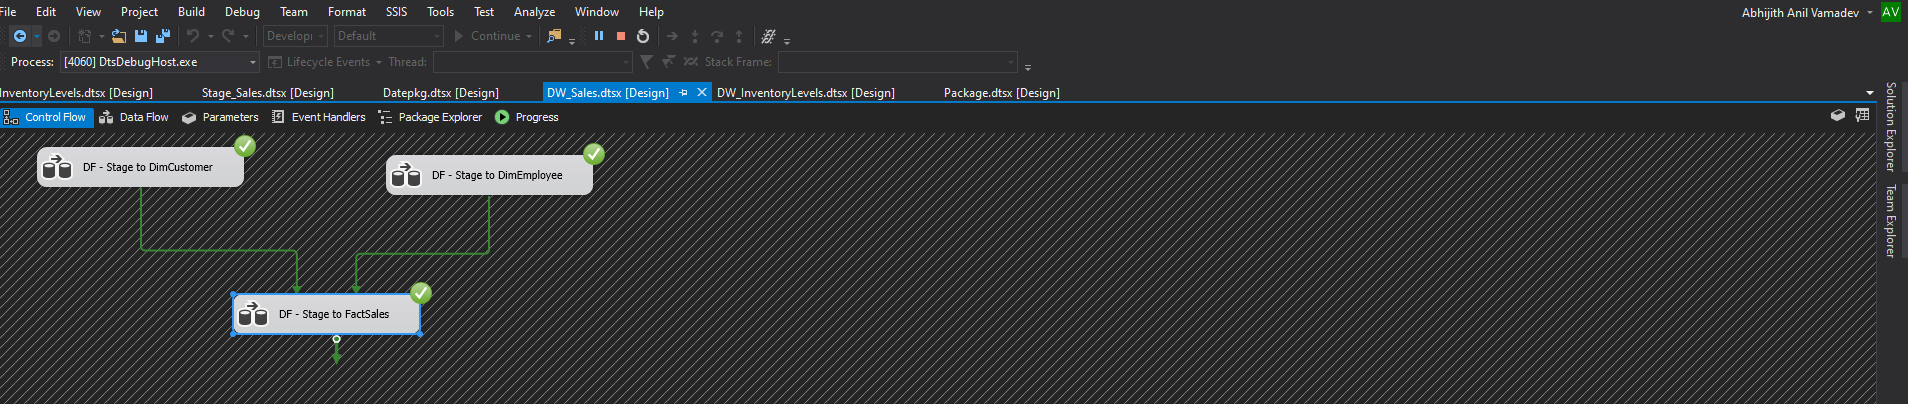 File Edit View Project Build Debug Team Format SSIS Tools Test Analyze Window Help Abhijith Anil Vamadev AV
Developı Default Continue
Process: [4060] DtsDebugHost.exe Lifecycle Events Thread: Stack Frame:
InventoryLevels.dtsx [Design] Stage_Sales.dtsx [Design] Datepkg.dtsx [Design] DW_Sales.dtsx [Design] DW_InventoryLevels.dtsx [Design] Package.dtsx [Design]
Control Flow Data Flow Parameters Event Handlers Package Explorer Progress
DF - Stage to DimCustomer
DF - Stage to DimEmployee
DF - Stage to FactSales
Solution Explorer
Team Explorer